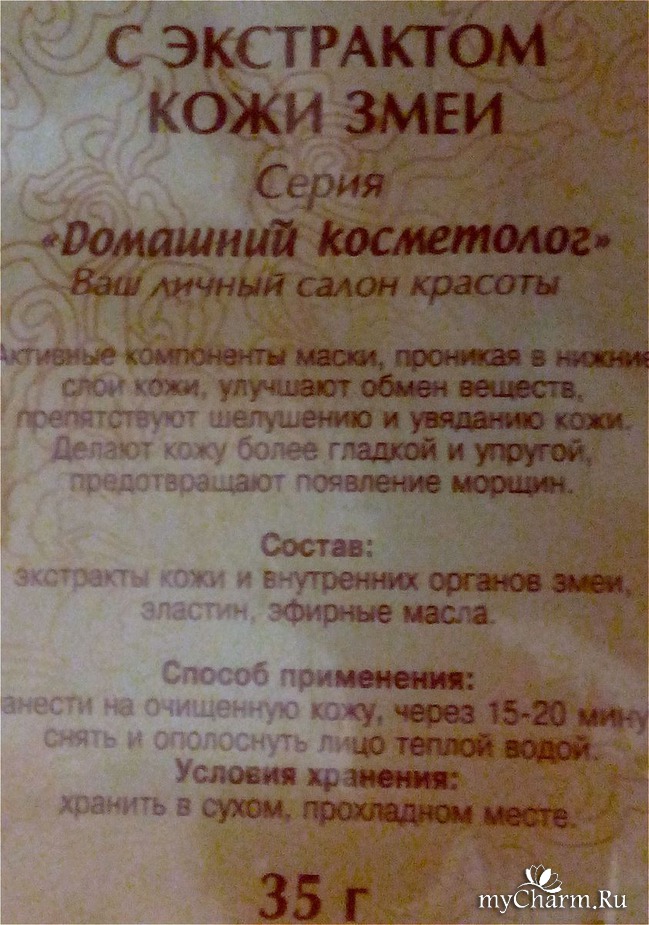 С ЭКСТРАКТОМ
КОЖИ ЗМЕИ
Серия
«Домашний косметолог»
Ваш личный салон красоты
Активные компоненты маски, проникая в нижние
слои кожи, улучшают обмен веществ,
препятствуют шелушению и увяданию кожи.
Делают кожу более гладкой и упругой,
предотвращают появление морщин.
Состав:
экстракты кожи и внутренних органов змеи,
эластин, эфирные масла.
Способ применения:
анести на очищенную кожу, через 15-20 мину
снять и ополоснуть лицо теплой водой.
Условия хранения:
хранить в сухом, прохладном месте.
35 г
myCharm.Ru